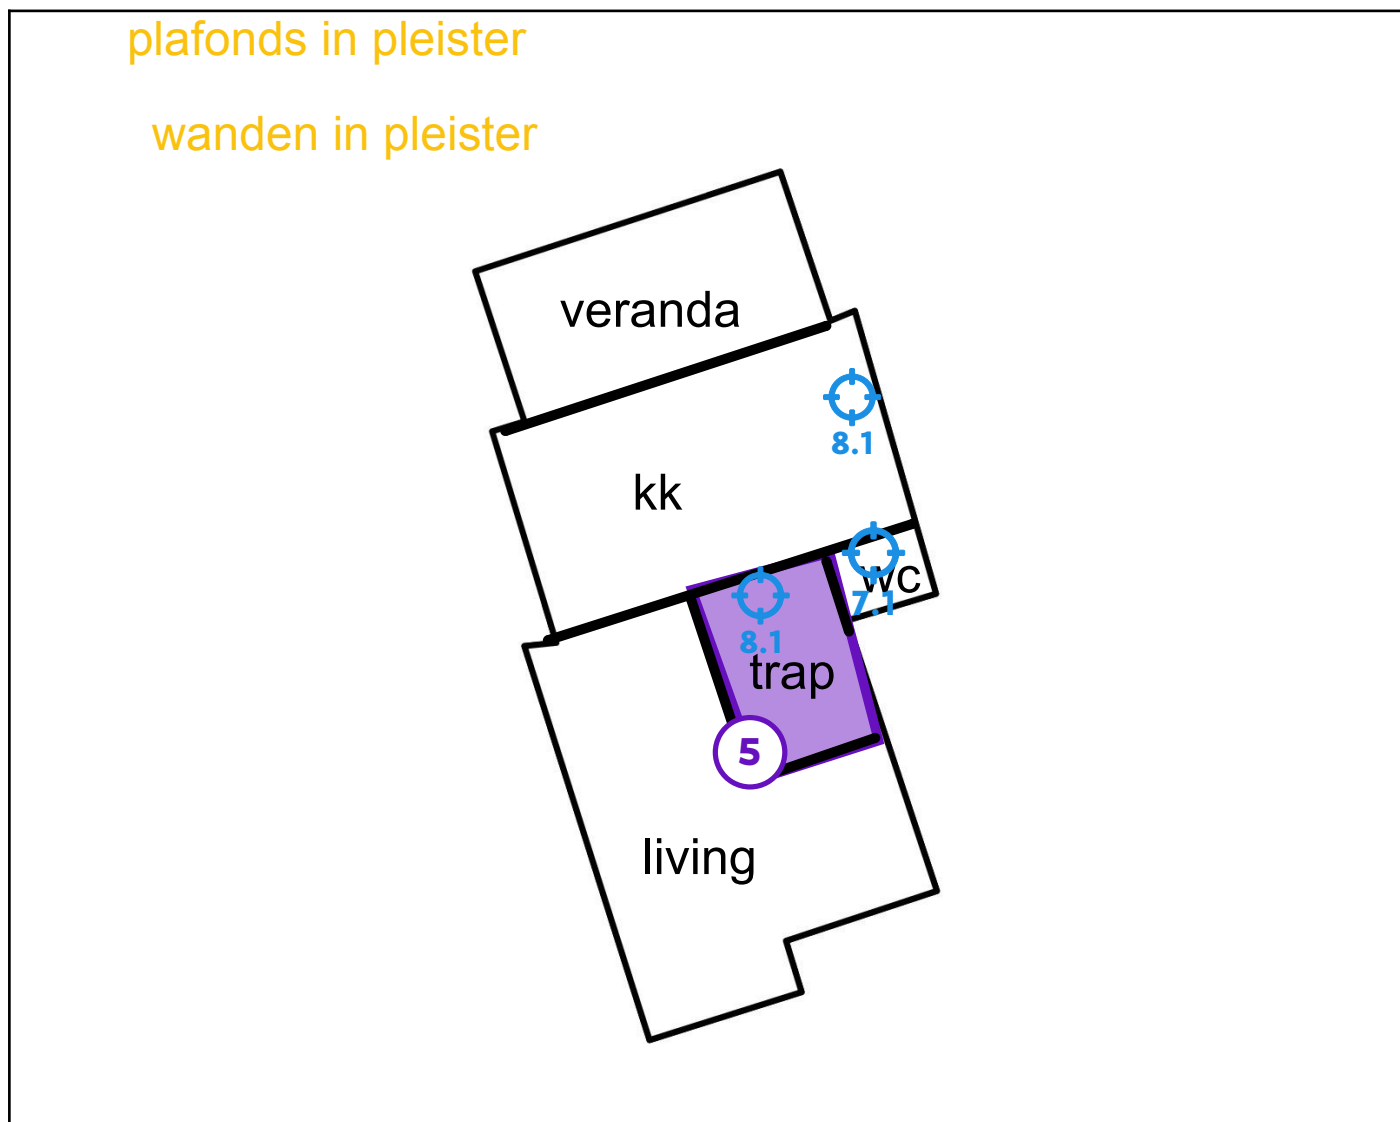 plafonds in pleister
wanden in pleister
veranda
8.1
kk
wc
7.1
8.1
trap
5
living